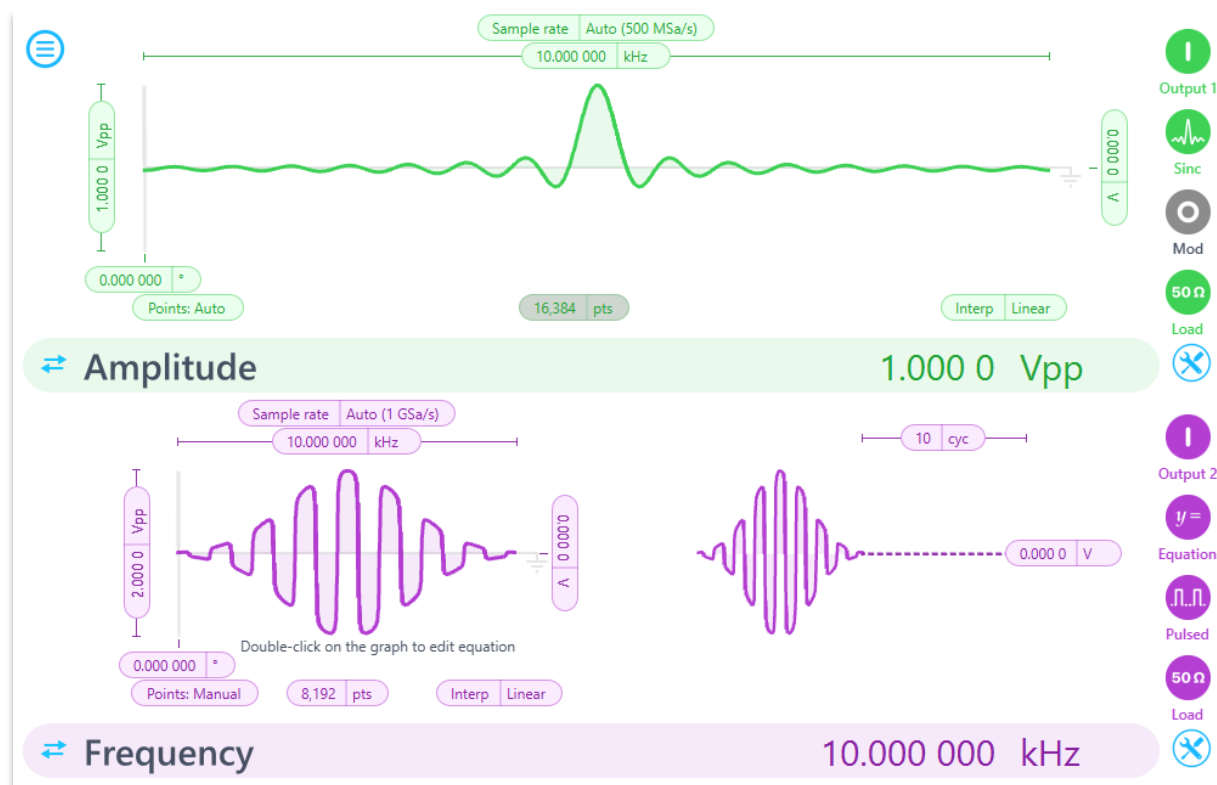 Sample rate Auto (500 MSa/s)
10.000 000 kHz
Output 1
1.000 0 Vpp
0.000 0 V
Sinc
Mod
0.000 000 °
50 Ω
Points: Auto
16,384 pts
Interp Linear
Load
Amplitude
1.000 0 Vpp
Sample rate Auto (1 GSa/s)
10.000 000 kHz
10 cyc
Output 2
2.000 0 Vpp
0.000 0 V
0.000 0 V
y =
Equation
Pulsed
Double-click on the graph to edit equation
0.000 000 °
50 Ω
Points: Manual
8,192 pts
Interp Linear
Load
Frequency
10.000 000 kHz